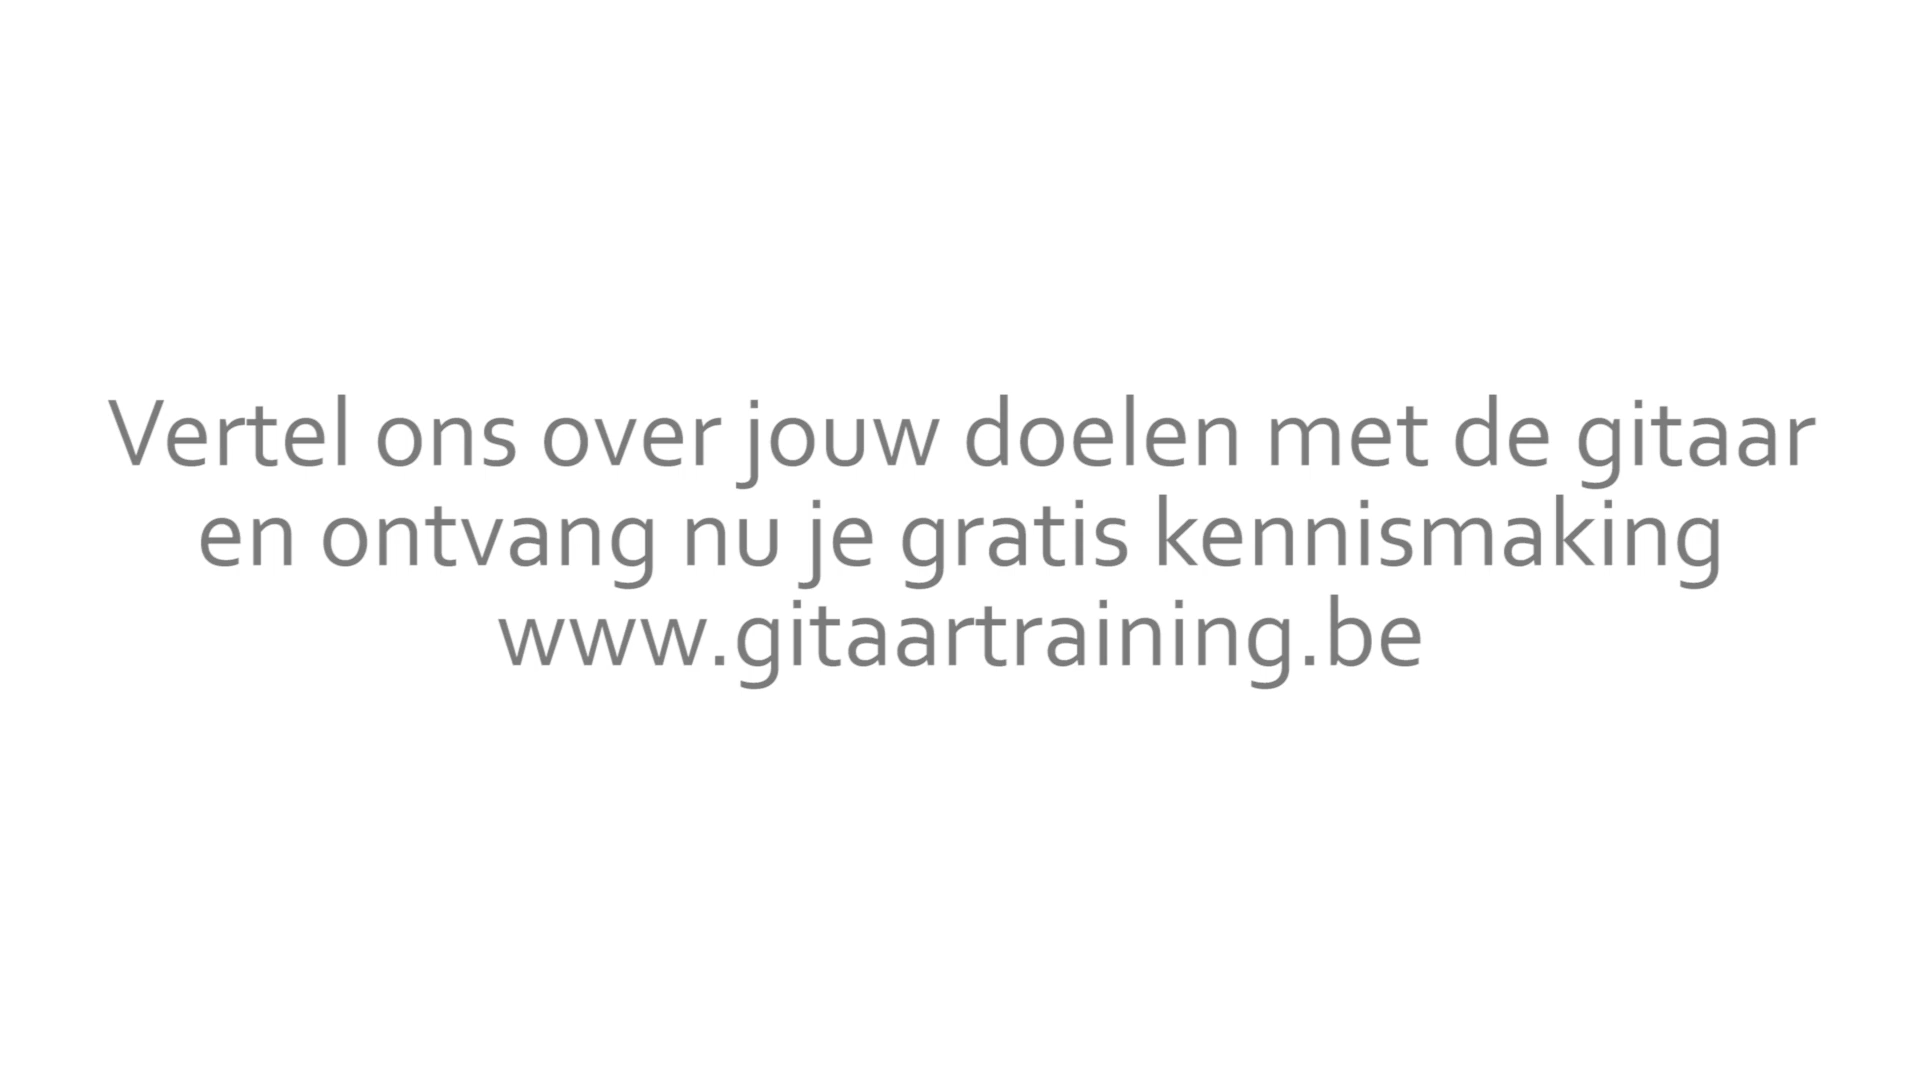 Vertel ons over jouw doelen met de gitaar
en ontvang nu je gratis kennismaking
www.gitaartraining.be